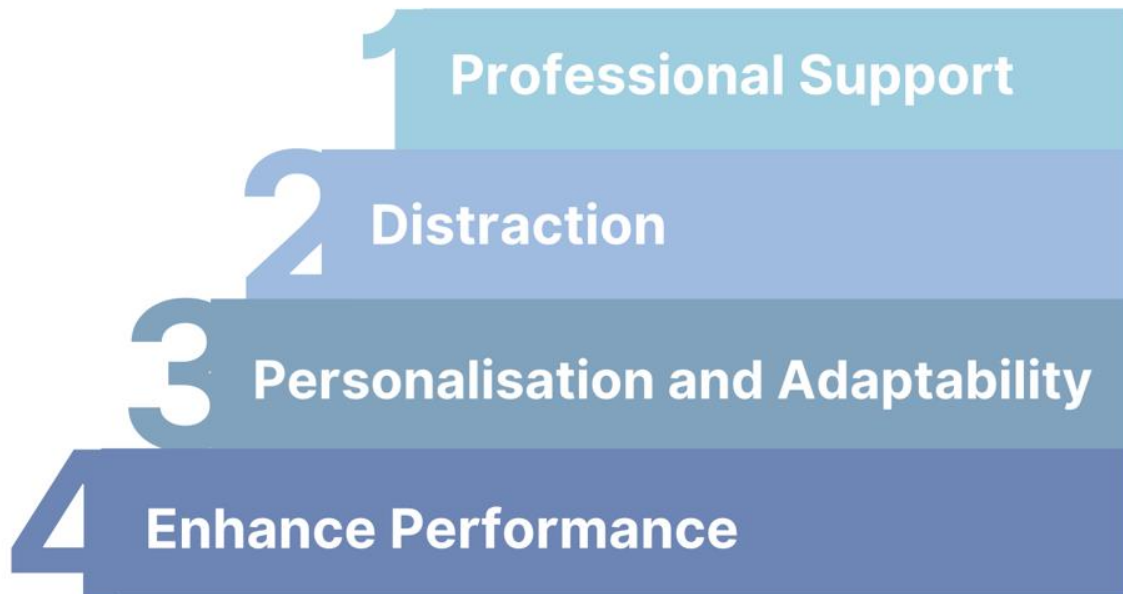 1 Professional Support
2 Distraction
3 Personalisation and Adaptability
4 Enhance Performance